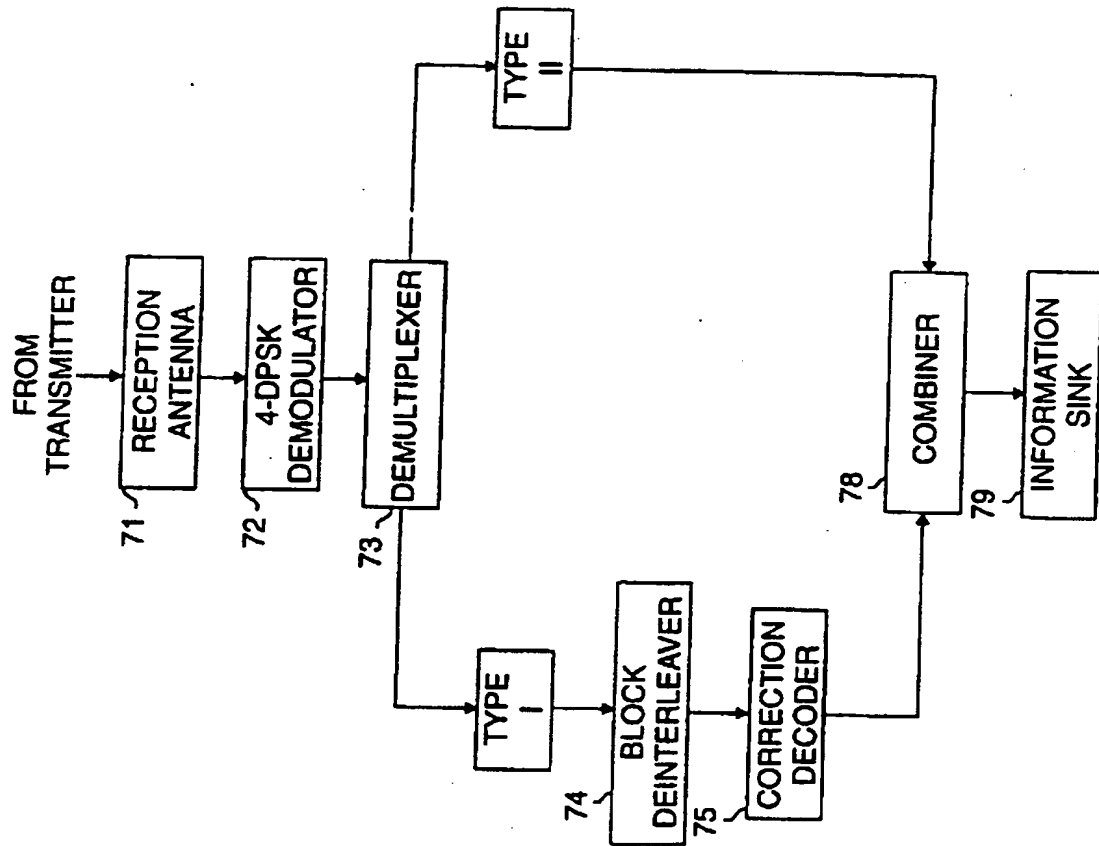 FROM
TRANSMITTER
71
RECEPTION
ANTENNA
72
4-DPSK
DEMODULATOR
73
DEMULTIPLEXER
TYPE
I
TYPE
II
74
BLOCK
DEINTERLEAVER
75
CORRECTION
DECODER
78
COMBINER
79
INFORMATION
SINK